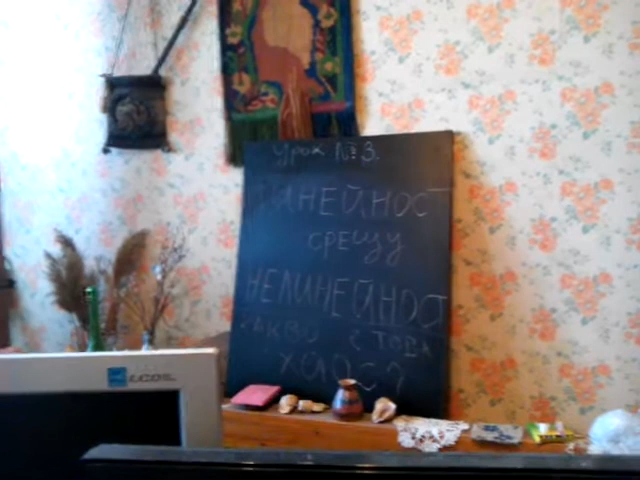 Урок №3.
ЛИНЕЙНОСТ
срещу
НЕЛИНЕЙНОСТ
КАКВО Е ТОВА
ХАОС?